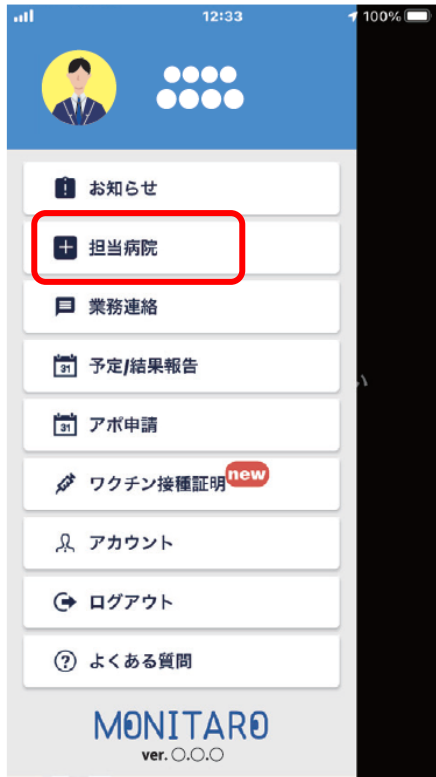 12:33
100%
お知らせ
担当病院
業務連絡
31 予定/結果報告
31 アポ申請
ワクチン接種証明 new
アカウント
ログアウト
よくある質問
い
MONITARO
ver. ○.○.○